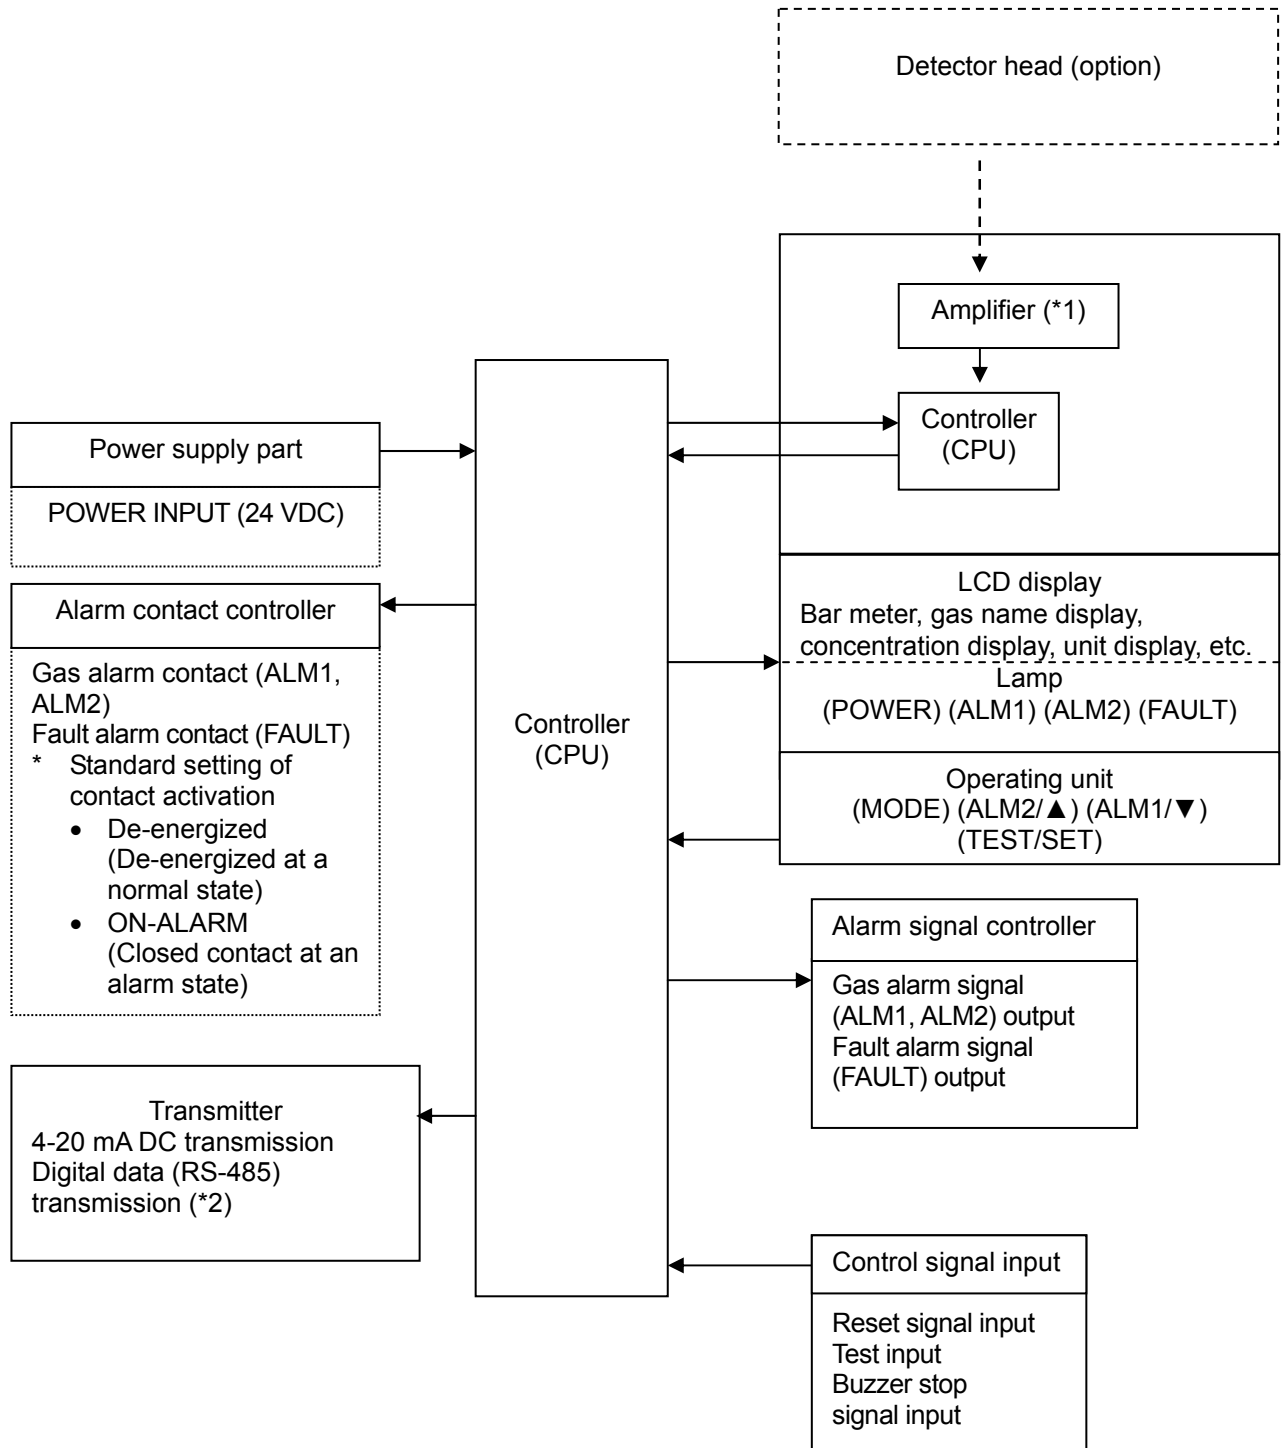 Detector head (option)
Amplifier (*1)
Controller
(CPU)
Power supply part
POWER INPUT (24 VDC)
Alarm contact controller
Gas alarm contact (ALM1,
ALM2)
Fault alarm contact (FAULT)
* Standard setting of
contact activation
• De-energized
(De-energized at a
normal state)
• ON-ALARM
(Closed contact at an
alarm state)
Transmitter
4-20 mA DC transmission
Digital data (RS-485)
transmission (*2)
Controller
(CPU)
LCD display
Bar meter, gas name display,
concentration display, unit display, etc.
Lamp
(POWER) (ALM1) (ALM2) (FAULT)
Operating unit
(MODE) (ALM2/▲) (ALM1/▼)
(TEST/SET)
Alarm signal controller
Gas alarm signal
(ALM1, ALM2) output
Fault alarm signal
(FAULT) output
Control signal input
Reset signal input
Test input
Buzzer stop
signal input